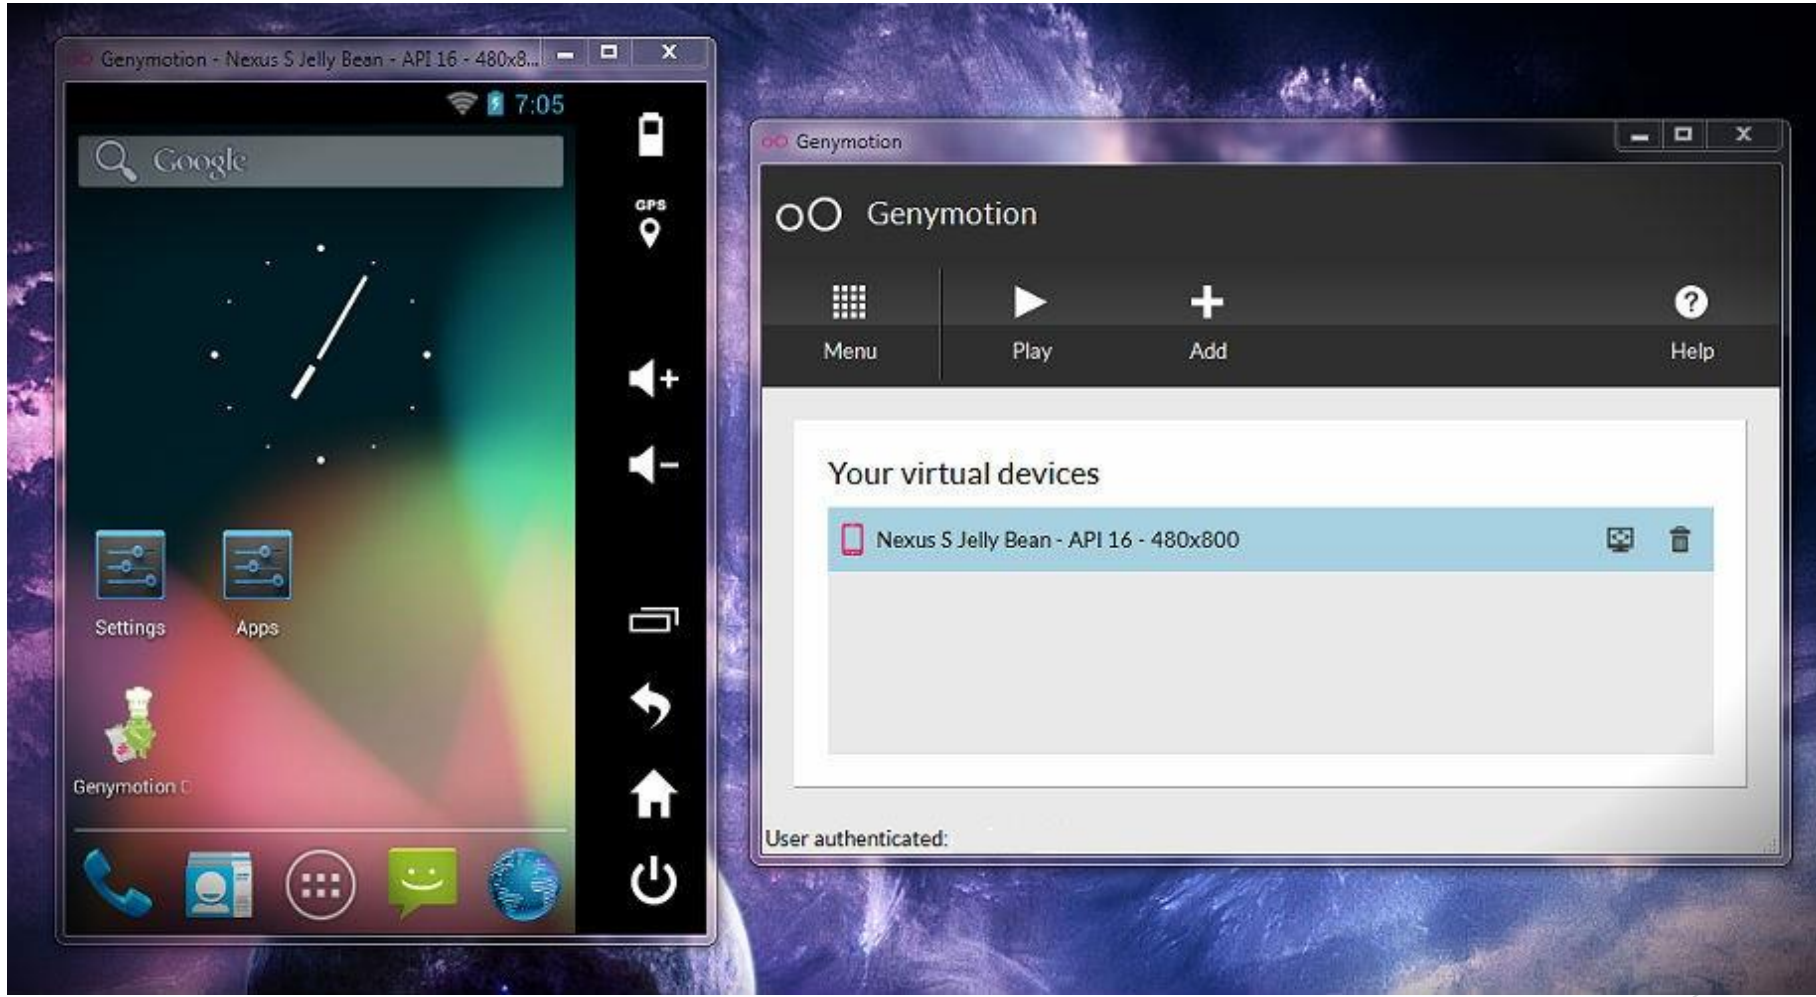 Genymotion - Nexus S Jelly Bean - API 16 - 480x8...
7:05
Google
GPS
Settings
Apps
Genymotion
Genymotion
Genymotion
Menu
Play
Add
Help
Your virtual devices
Nexus S Jelly Bean - API 16 - 480x800
User authenticated: